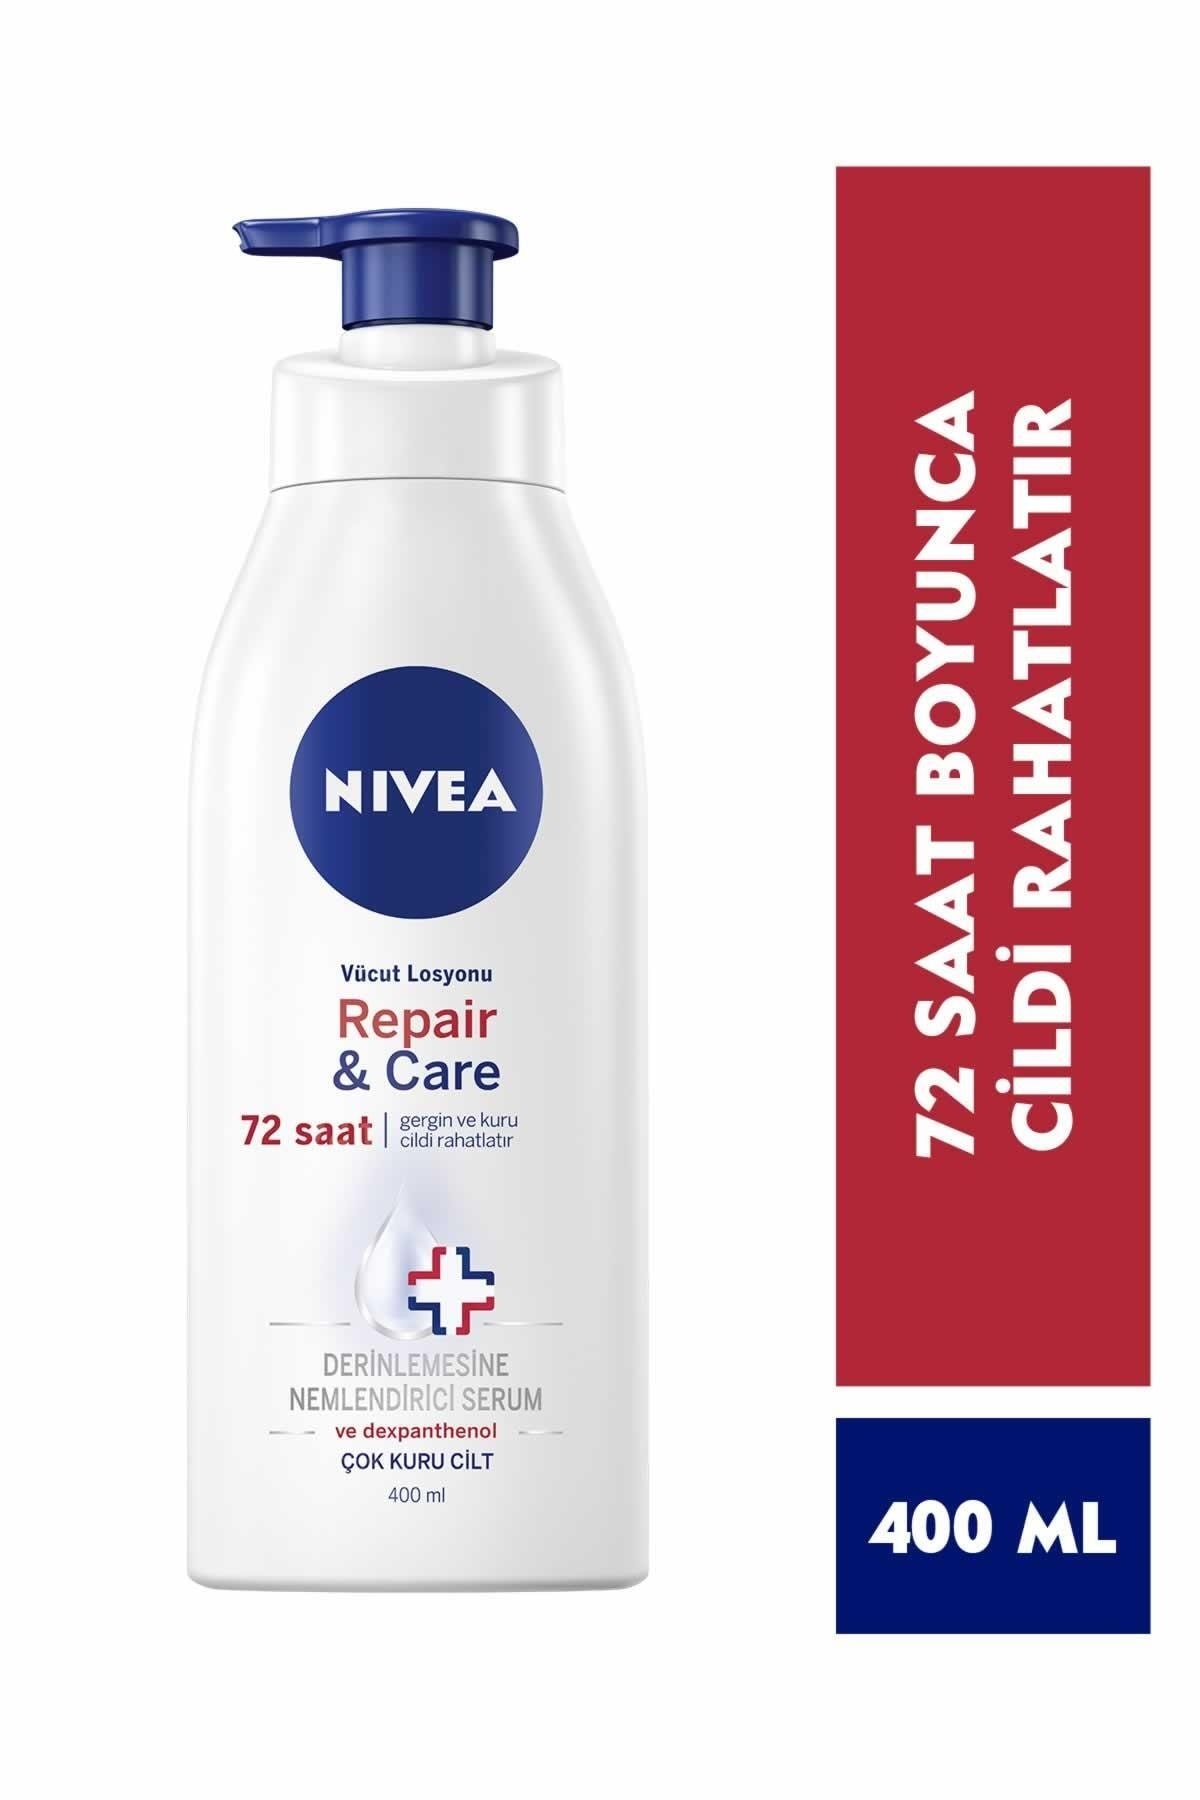 NIVEA
Vücut Losyonu
Repair
& Care
72 saat
gergin ve kuru
cildi rahatlatır
DERİNLEMESİNE
NEMLENDİRİCİ SERUM
ve dexpanthenol
ÇOK KURU CİLT
400 ml
72 SAAT BOYUNCA
CİLDİ RAHATLATIR
400 ML